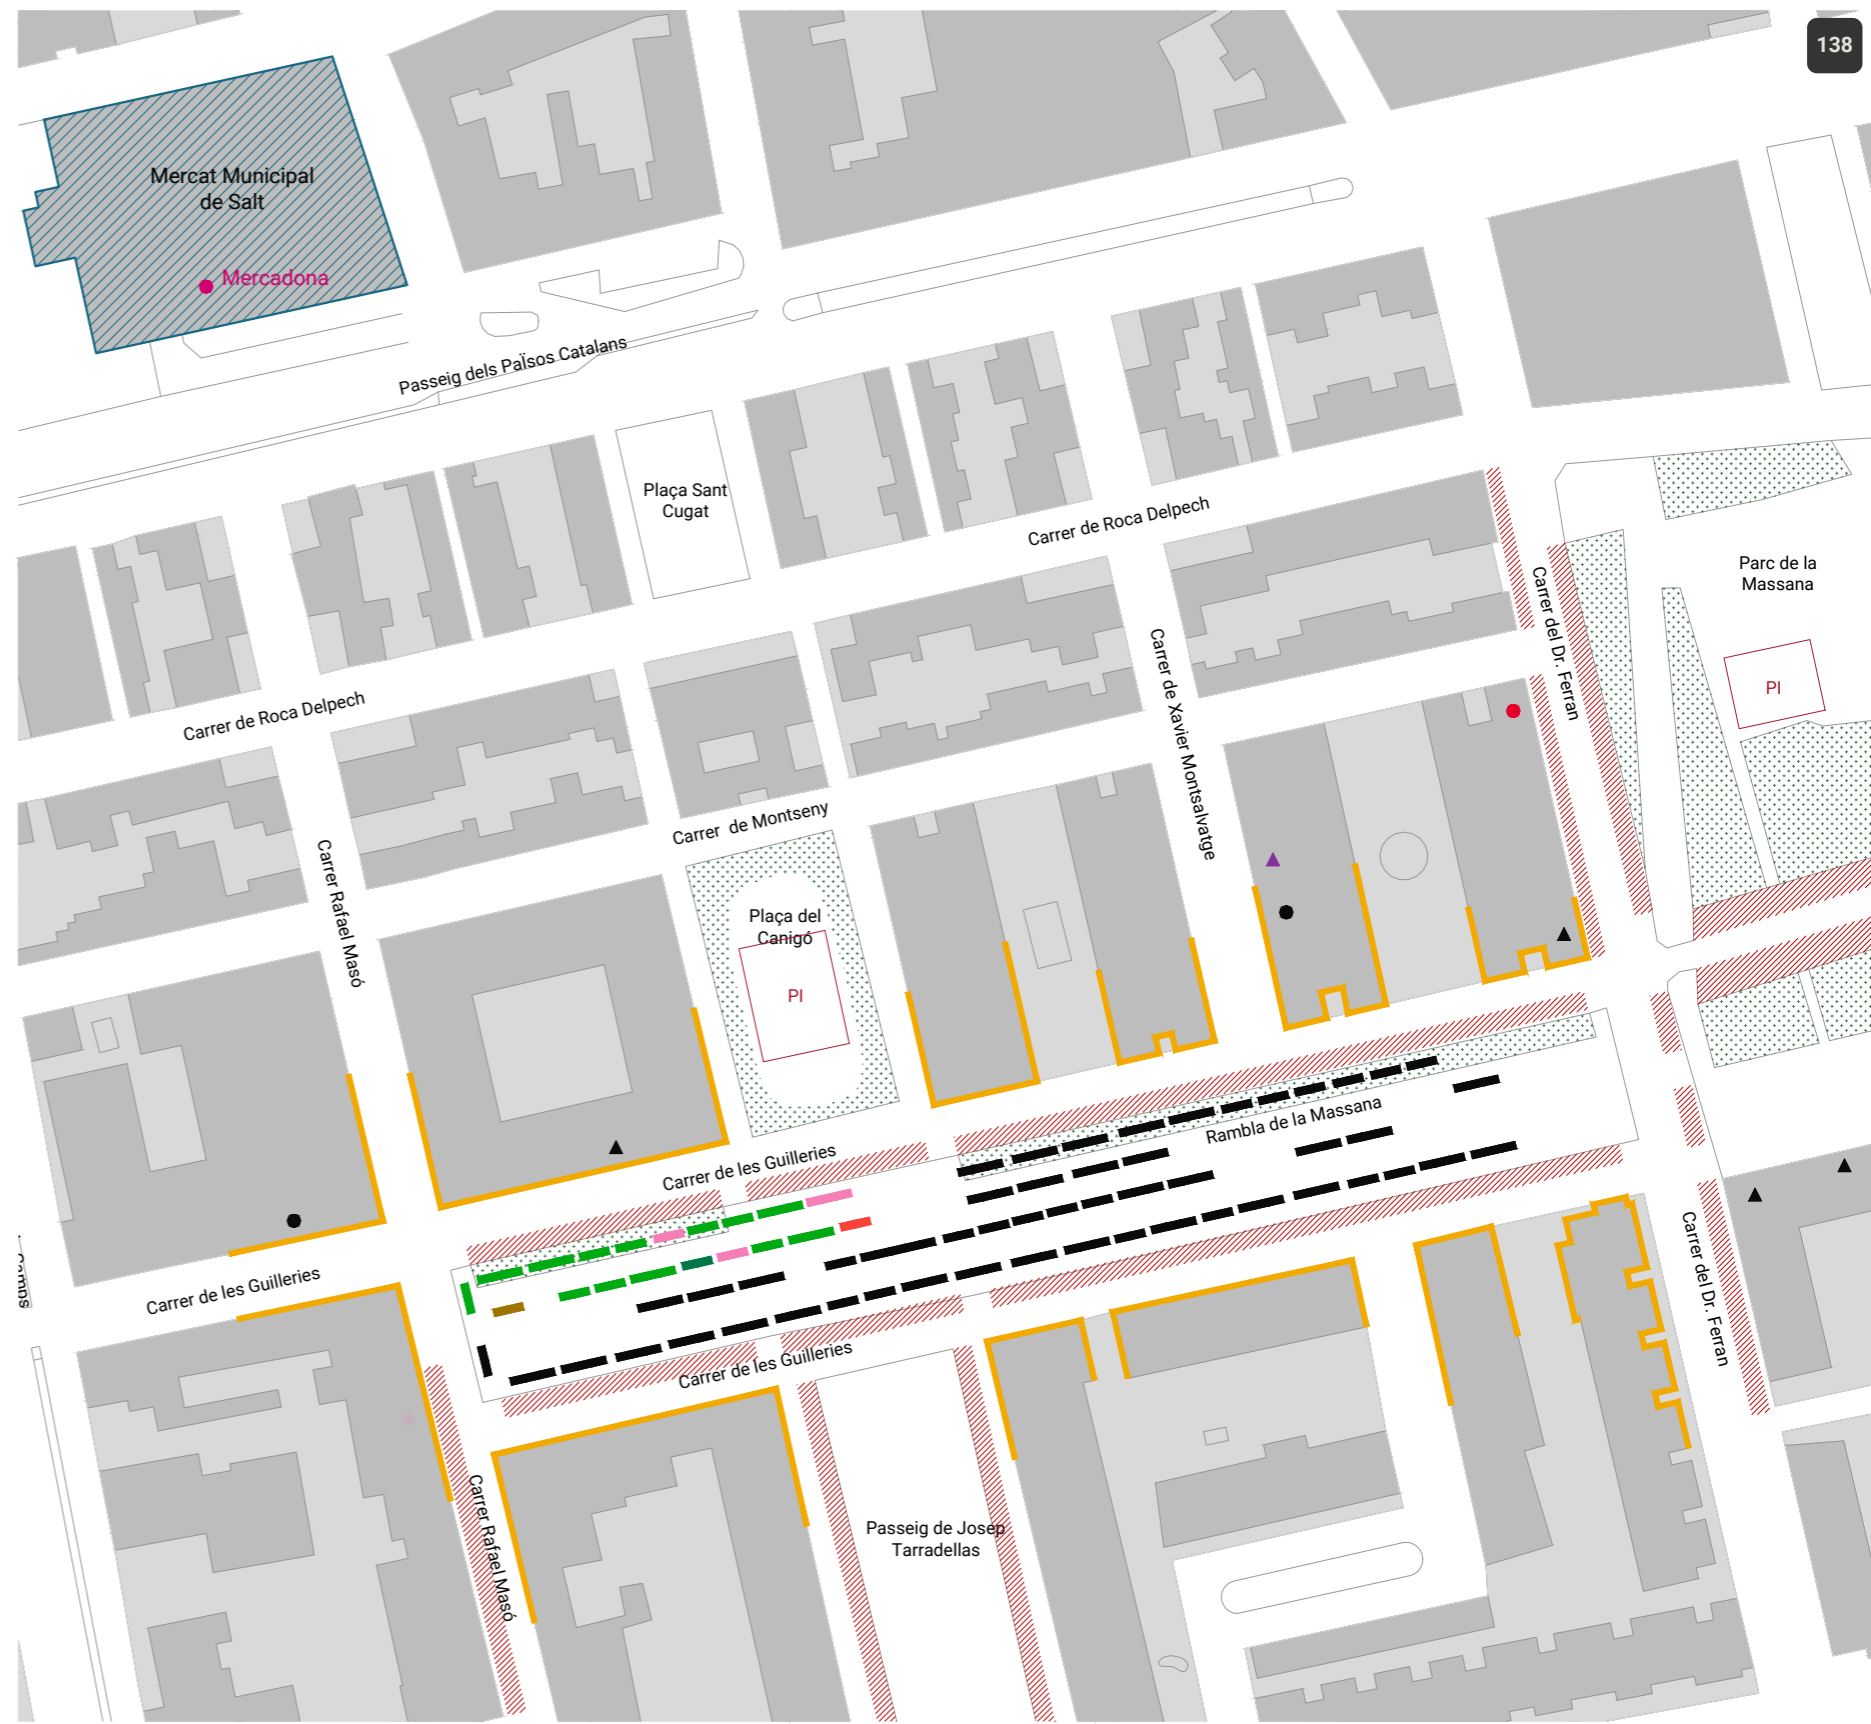 138
Mercat Municipal
de Salt
Mercadona
Passeig dels PaÏsos Catalans
Plaça Sant
Cugat
Carrer de Roca Delpech
Parc de la
Massana
Carrer del Dr. Ferran
PI
Carrer de Xavier Montsalvatge
Carrer de Roca Delpech
Carrer de Montseny
Carrer Rafael Masó
Plaça del
Canigó
PI
Rambla de la Massana
Carrer de les Guilleries
Carrer de les Guilleries
Carrer de les Guilleries
Carrer del Dr. Ferran
Carrer Rafael Masó
Passeig de Josep
Tarradellas